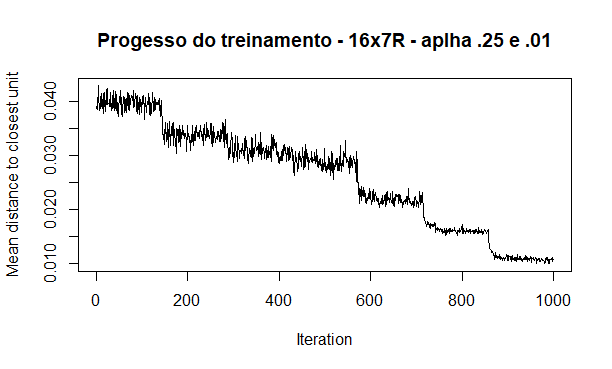 Progesso do treinamento - 16x7R - aplha .25 e .01
Mean distance to closest unit
0.040
0.030
0.020
0.010
0 200 400 600 800 1000
Iteration